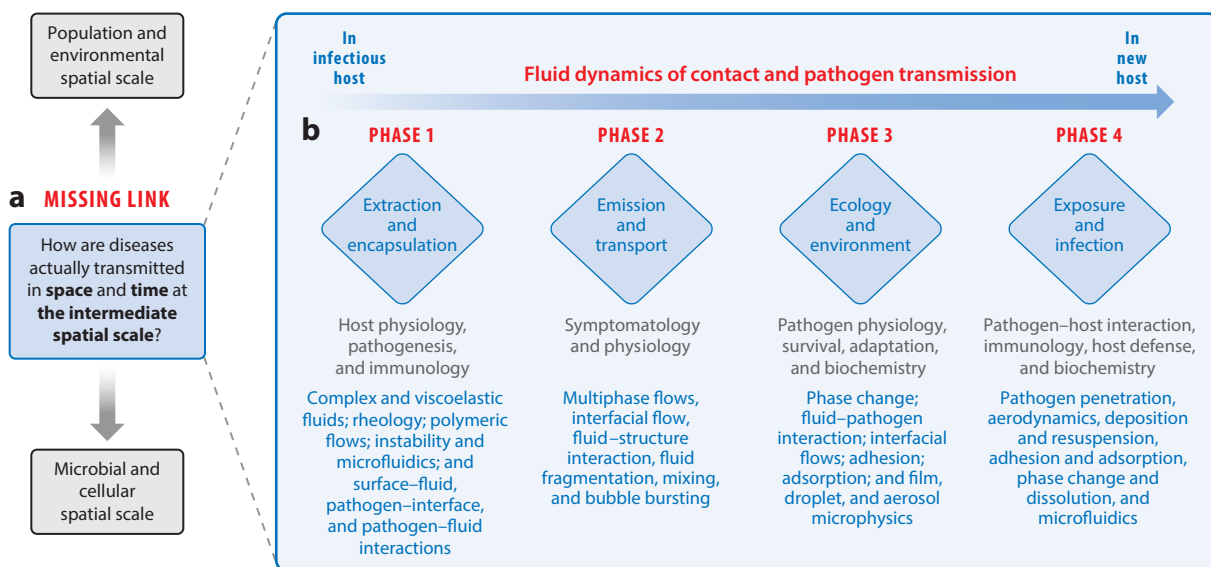 Population and
environmental
spatial scale
a MISSING LINK
How are diseases
actually transmitted
in space and time at
the intermediate
spatial scale?
Microbial and
cellular
spatial scale
In
infectious
host
Fluid dynamics of contact and pathogen transmission
In
new
host
b
PHASE 1
Extraction
and
encapsulation
Host physiology,
pathogenesis,
and immunology
Complex and viscoelastic
fluids; rheology; polymeric
flows; instability and
microfluidics; and
surface–fluid,
pathogen–interface,
and pathogen–fluid
interactions
PHASE 2
Emission
and
transport
Symptomatology
and physiology
Multiphase flows,
interfacial flow,
fluid–structure
interaction, fluid
fragmentation, mixing,
and bubble bursting
PHASE 3
Ecology
and
environment
Pathogen physiology,
survival, adaptation,
and biochemistry
Phase change;
fluid–pathogen
interaction; interfacial
flows; adhesion;
adsorption; and film,
droplet, and aerosol
microphysics
PHASE 4
Exposure
and
infection
Pathogen–host interaction,
immunology, host defense,
and biochemistry
Pathogen penetration,
aerodynamics, deposition
and resuspension,
adhesion and adsorption,
phase change and
dissolution, and
microfluidics